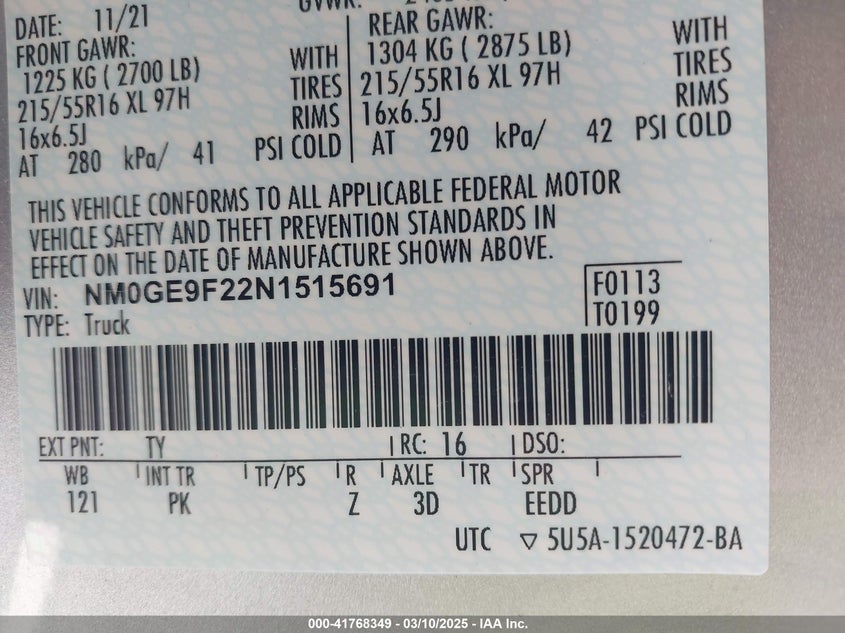 DATE: 11/21
GVWR:
FRONT GAWR:
1225 KG ( 2700 LB) WITH
215/55R16 XL 97H TIRES
16x6.5J RIMS
AT 280 kPa/ 41 PSI COLD
REAR GAWR:
1304 KG ( 2875 LB) WITH
215/55R16 XL 97H TIRES
16x6.5J RIMS
AT 290 kPa/ 42 PSI COLD
THIS VEHICLE CONFORMS TO ALL APPLICABLE FEDERAL MOTOR
VEHICLE SAFETY AND THEFT PREVENTION STANDARDS IN
EFFECT ON THE DATE OF MANUFACTURE SHOWN ABOVE.
VIN: NM0GE9F22N1515691
TYPE: Truck
F0113
T0199
EXT PNT: TY RC: 16 DSO:
WB INT TR TP/PS R AXLE TR SPR
121 PK Z 3D EEDD
UTC ▽ 5U5A-1520472-BA
000-41768349 - 03/10/2025 - IAA Inc.